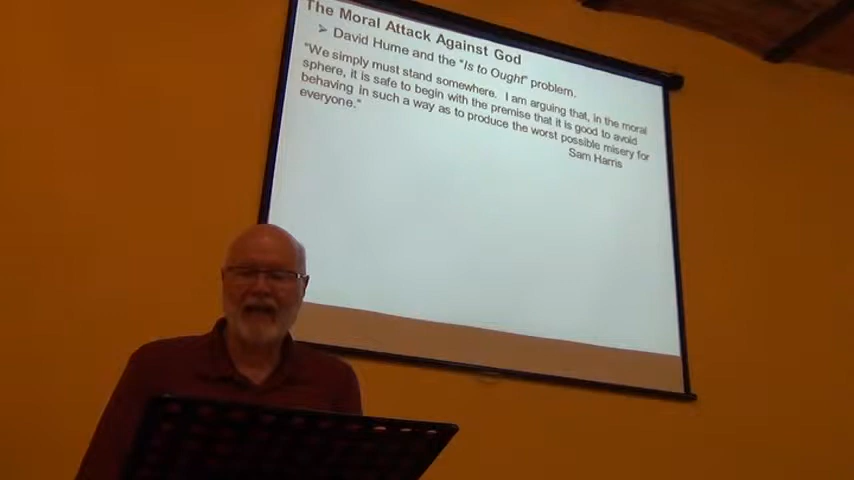 The Moral Attack Against God
➢ David Hume and the "Is to Ought" problem.
"We simply must stand somewhere. I am arguing that, in the moral
sphere, it is safe to begin with the premise that it is good to avoid
behaving in such a way as to produce the worst possible misery for
everyone."
Sam Harris